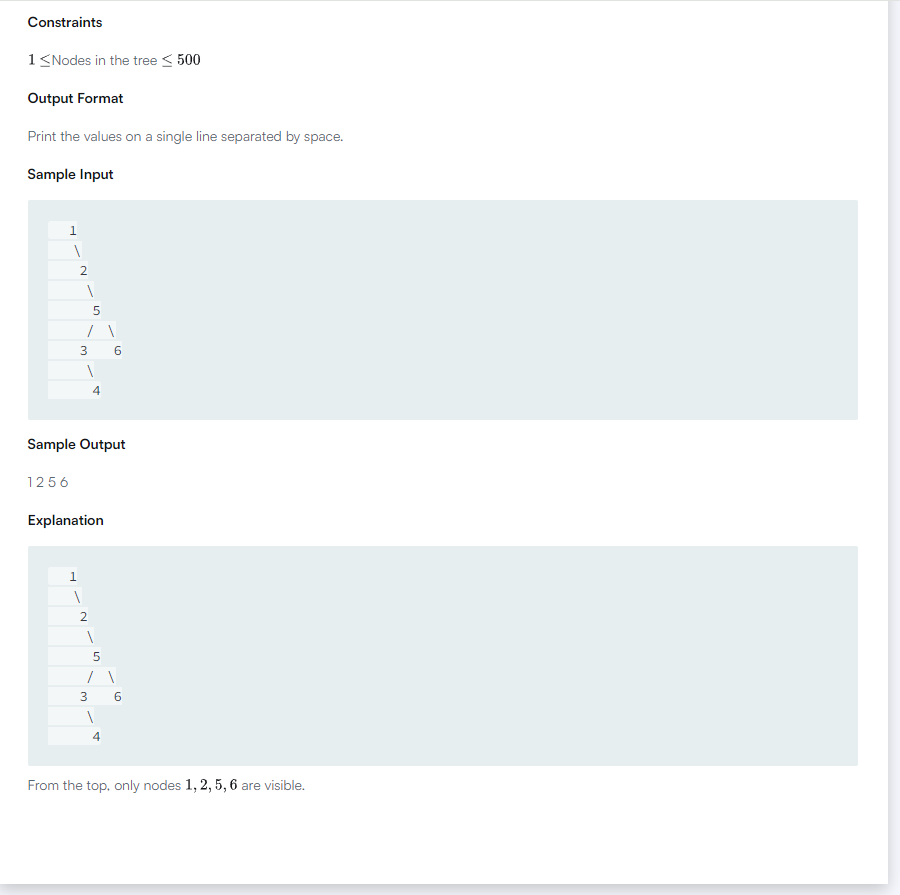 Constraints
1 ≤Nodes in the tree ≤ 500
Output Format
Print the values on a single line separated by space.
Sample Input
   1
    \
     2
      \
       5
      /  \
     3    6
      \
       4
Sample Output
1 2 5 6
Explanation
   1
    \
     2
      \
       5
      /  \
     3    6
      \
       4
From the top, only nodes 1, 2, 5, 6 are visible.